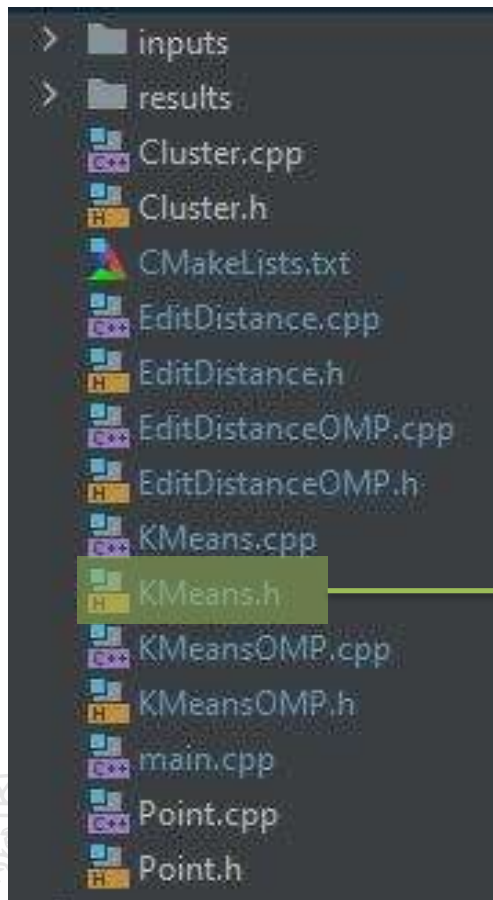 inputs
results
C++ Cluster.cpp
H Cluster.h
CMakeLists.txt
C++ EditDistance.cpp
H EditDistance.h
C++ EditDistanceOMP.cpp
H EditDistanceOMP.h
C++ KMeans.cpp
H KMeans.h
C++ KMeansOMP.cpp
H KMeansOMP.h
C++ main.cpp
C++ Point.cpp
H Point.h